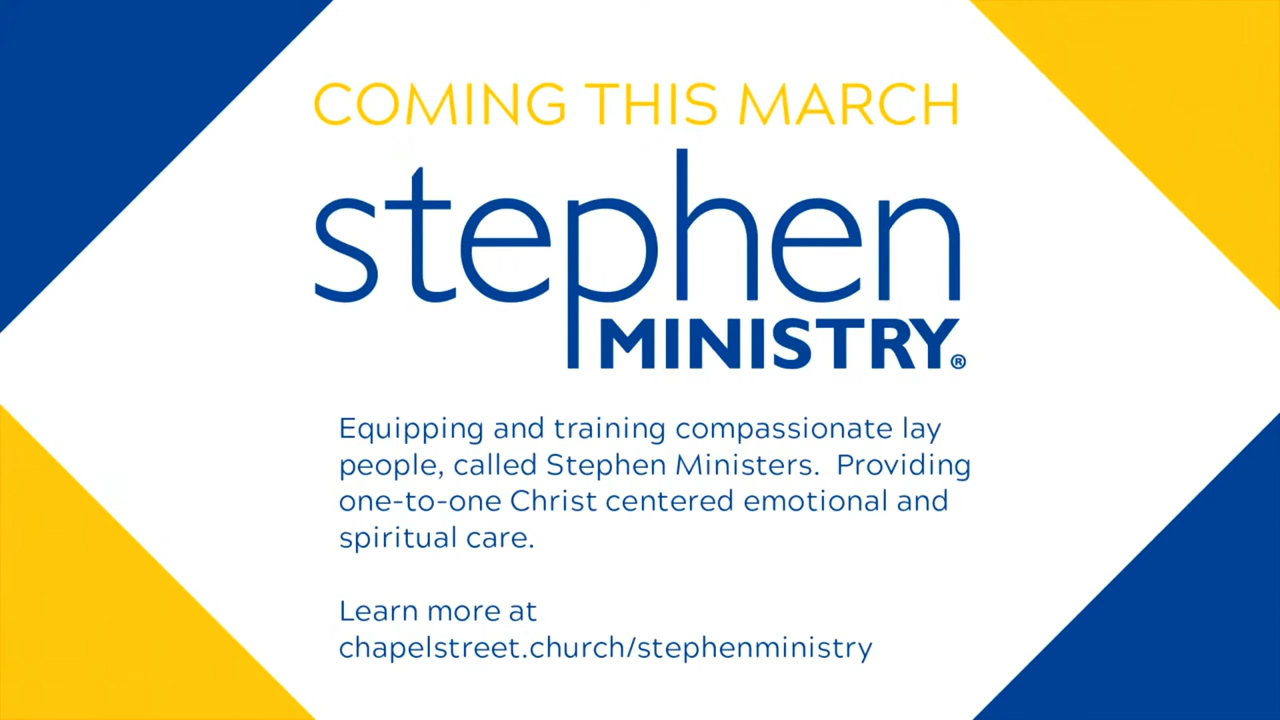 COMING THIS MARCH
stephen
MINISTRY®
Equipping and training compassionate lay
people, called Stephen Ministers.  Providing
one-to-one Christ centered emotional and
spiritual care.
Learn more at
chapelstreet.church/stephenministry